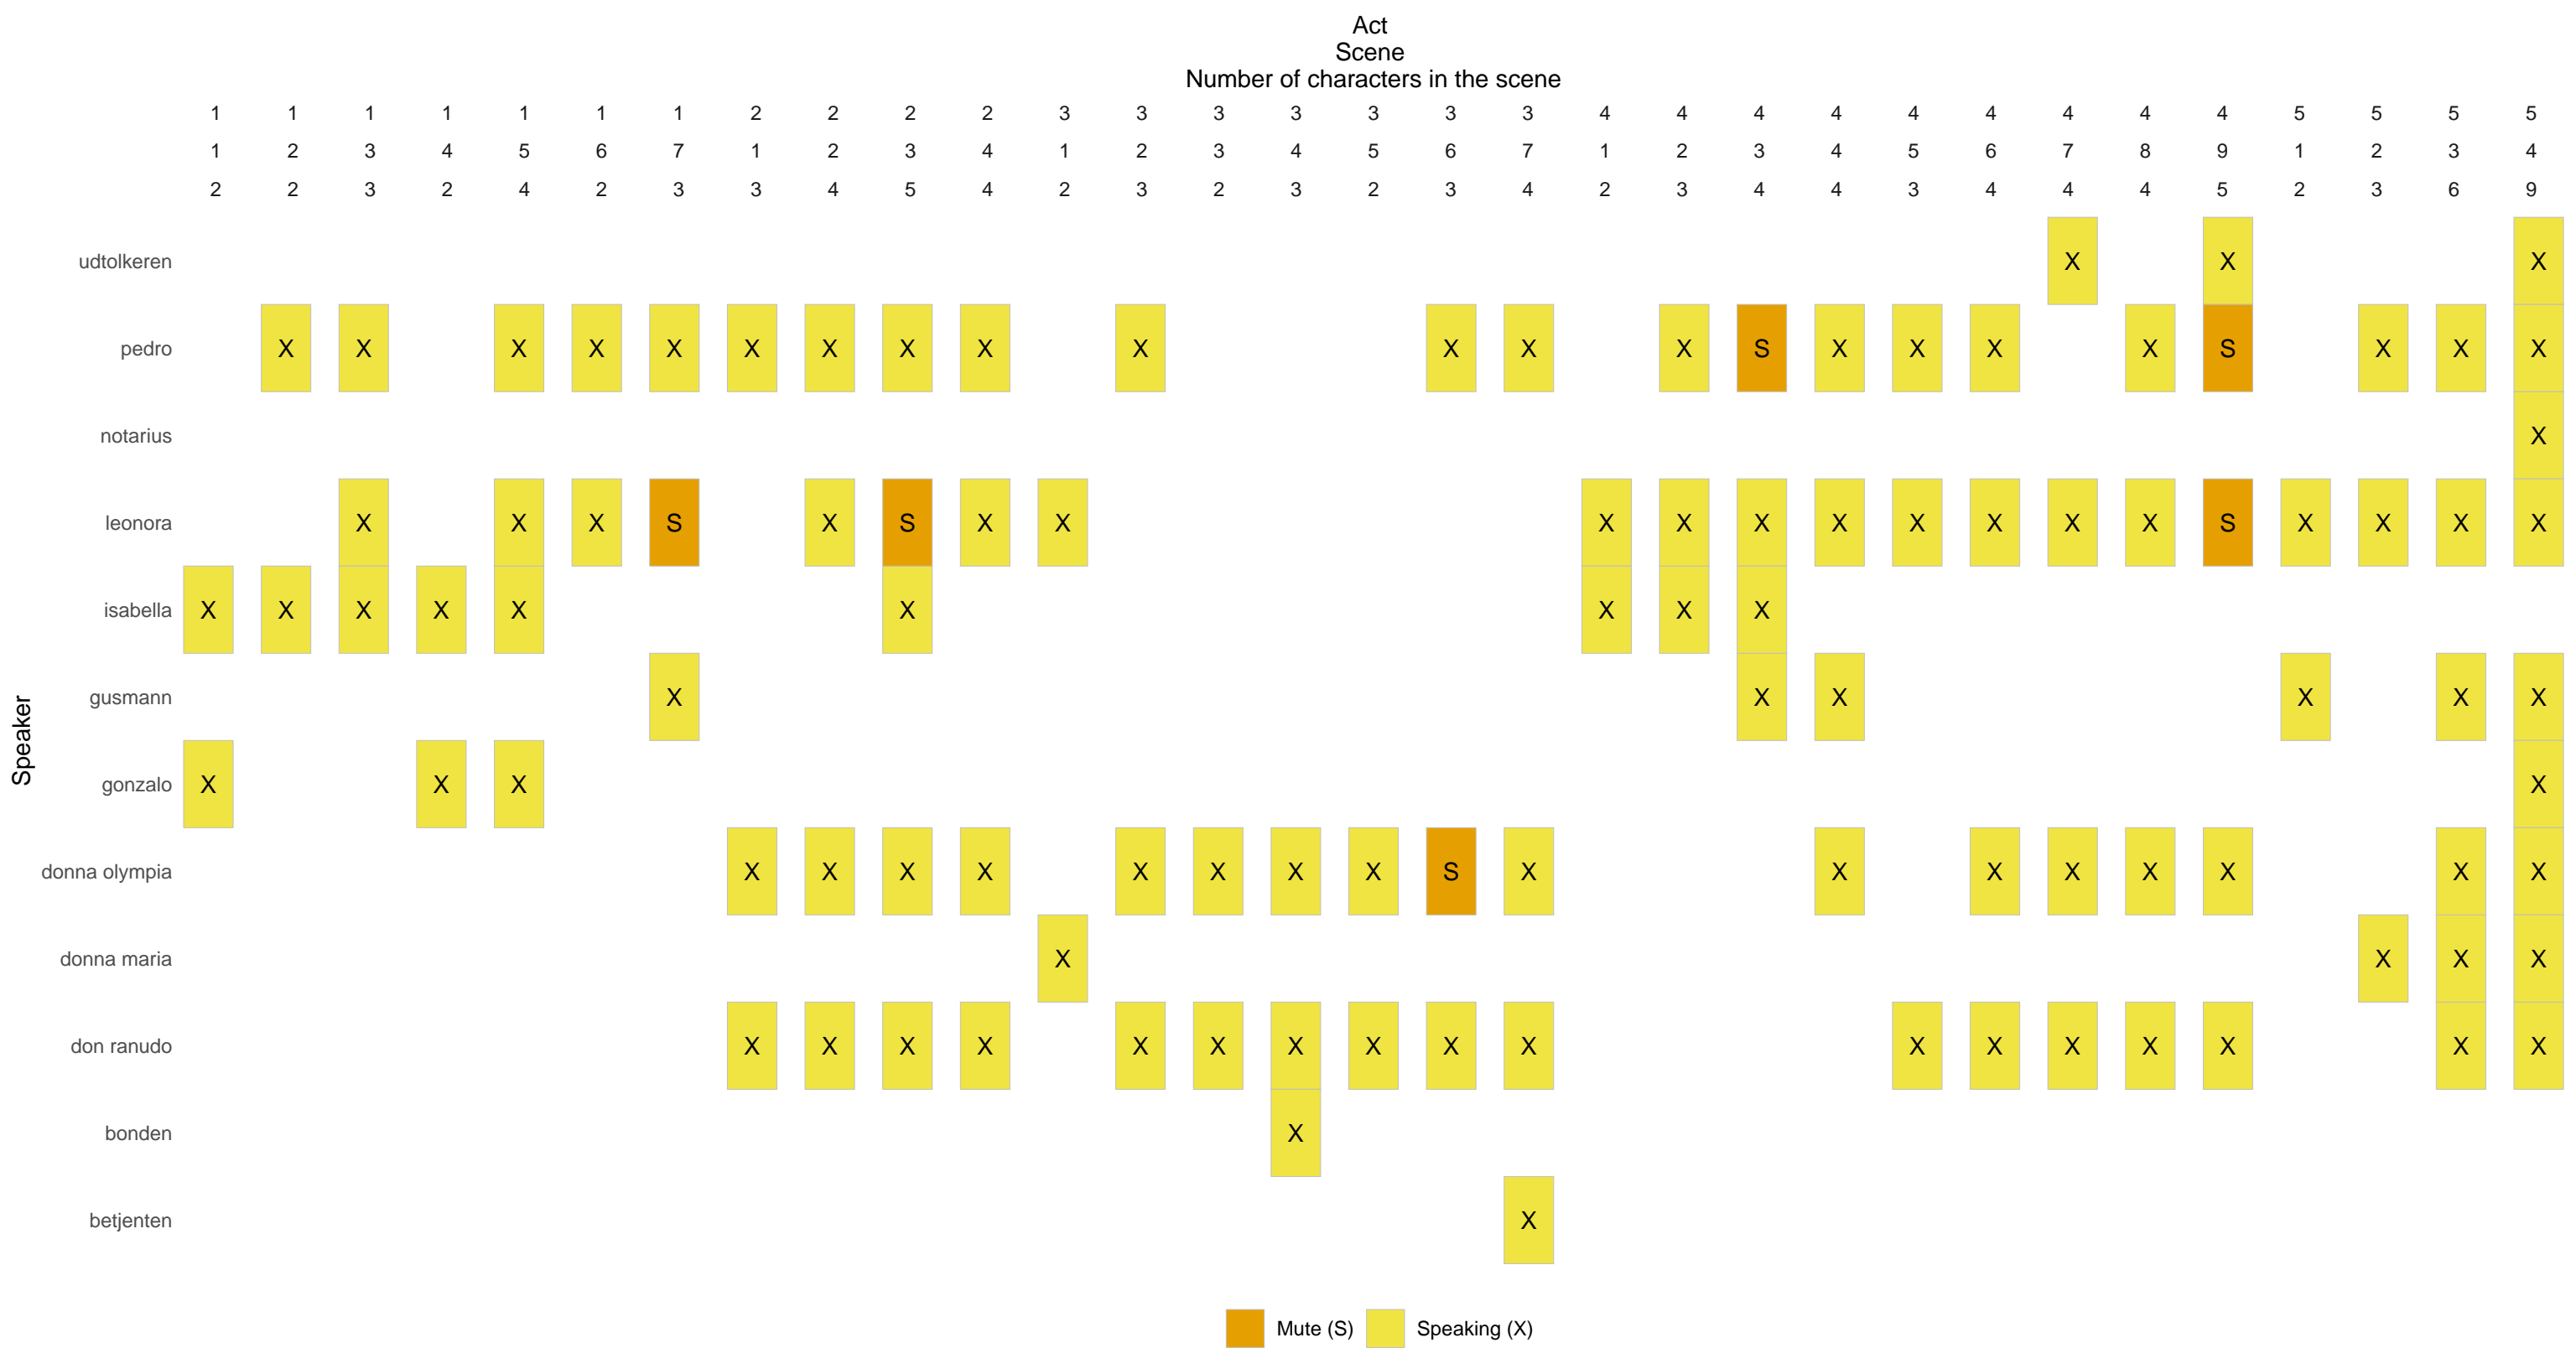 Act
Scene
Number of characters in the scene
1 1 1 1 1 1 1 2 2 2 2 3 3 3 3 3 3 3 4 4 4 4 4 4 4 4 4 5 5 5 5
1 2 3 4 5 6 7 1 2 3 4 1 2 3 4 5 6 7 1 2 3 4 5 6 7 8 9 1 2 3 4
2 2 3 2 4 2 3 3 4 5 4 2 3 2 3 2 3 4 2 3 4 4 3 4 4 4 5 2 3 6 9
udtolkeren X X X
pedro X X X X X X X X X X X X X S X X X X S X X X
notarius X
leonora X X X S X S X X X X X X X X X X S X X X X
isabella X X X X X X X X X
gusmann X X X X X X
gonzalo X X X X
donna olympia X X X X X X X X S X X X X X X X X
donna maria X X X X
don ranudo X X X X X X X X X X X X X X X X X
bonden X
betjenten X
Speaker
Mute (S) Speaking (X)